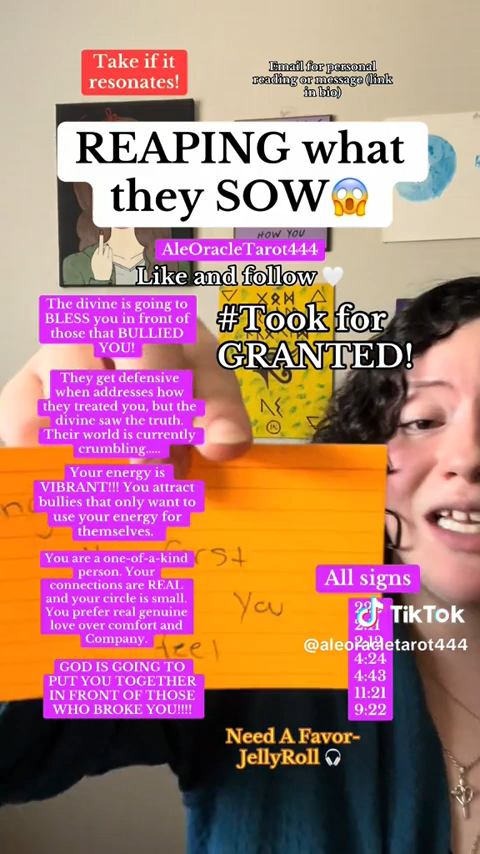 Take if it
resonates!
Email for personal
reading or message (link
in bio)
REAPING what
they SOW😱
HOW YOU
AleOracleTarot444
Like and follow 🤍
#Took for
GRANTED!
The divine is going to
BLESS you in front of
those that BULLIED
YOU!
They get defensive
when addresses how
they treated you, but the
divine saw the truth.
Their world is currently
crumbling.....
Your energy is
VIBRANT!!! You attract
bullies that only want to
use your energy for
themselves.
You are a one-of-a-kind
person. Your
connections are REAL
and your circle is small.
You prefer real genuine
love over comfort and
Company.
GOD IS GOING TO
PUT YOU TOGETHER
IN FRONT OF THOSE
WHO BROKE YOU!!!!
You
feel
All signs
2:11
TikTok
@aleoracletarot444
4:24
4:43
11:21
9:22
Need A Favor-
JellyRoll 🎧